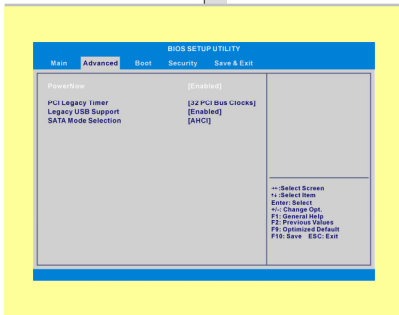 BIOS SETUP UTILITY
Main Advanced Boot Security Save & Exit
PowerNow [Enabled]
PCI Legacy Timer [32 PCI Bus Clocks]
Legacy USB Support [Enabled]
SATA Mode Selection [AHCI]
→←:Select Screen
↑↓:Select Item
Enter: Select
+/-: Change Opt.
F1: General Help
F2: Previous Values
F9: Optimized Default
F10: Save ESC: Exit